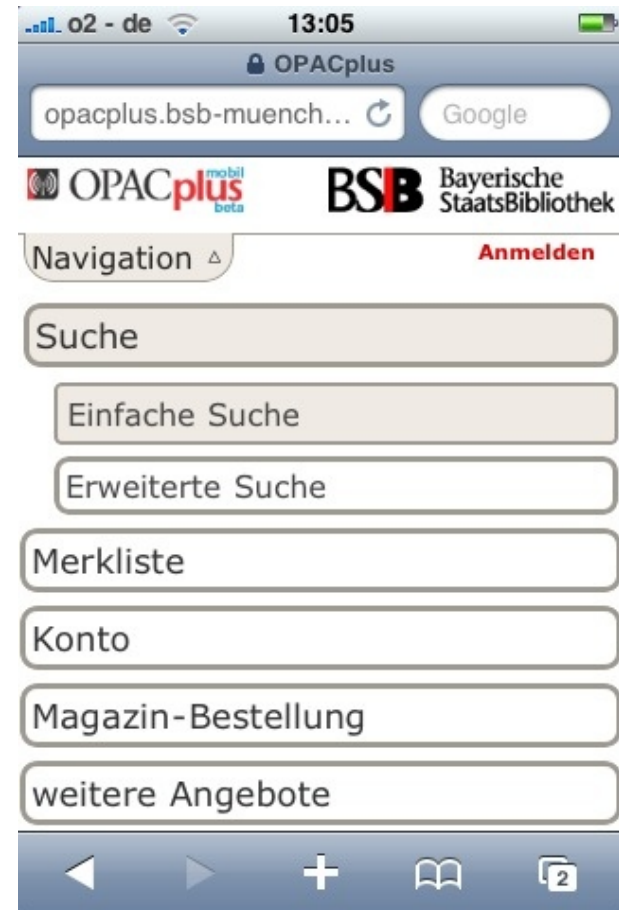 o2 - de 13:05
OPACplus
opacplus.bsb-muench... Google
OPACplus mobil beta BSB Bayerische StaatsBibliothek
Navigation Anmelden
Suche
Einfache Suche
Erweiterte Suche
Merkliste
Konto
Magazin-Bestellung
weitere Angebote
2